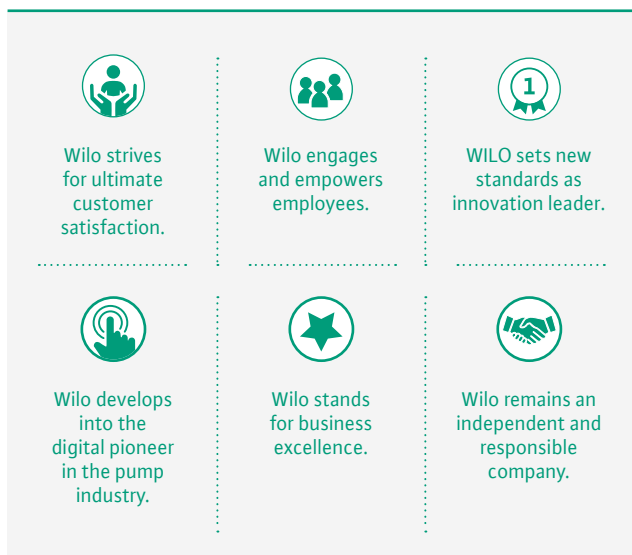 Wilo strives
for ultimate
customer
satisfaction.
Wilo engages
and empowers
employees.
1
WILO sets new
standards as
innovation leader.
Wilo develops
into the
digital pioneer
in the pump
industry.
Wilo stands
for business
excellence.
Wilo remains an
independent and
responsible
company.